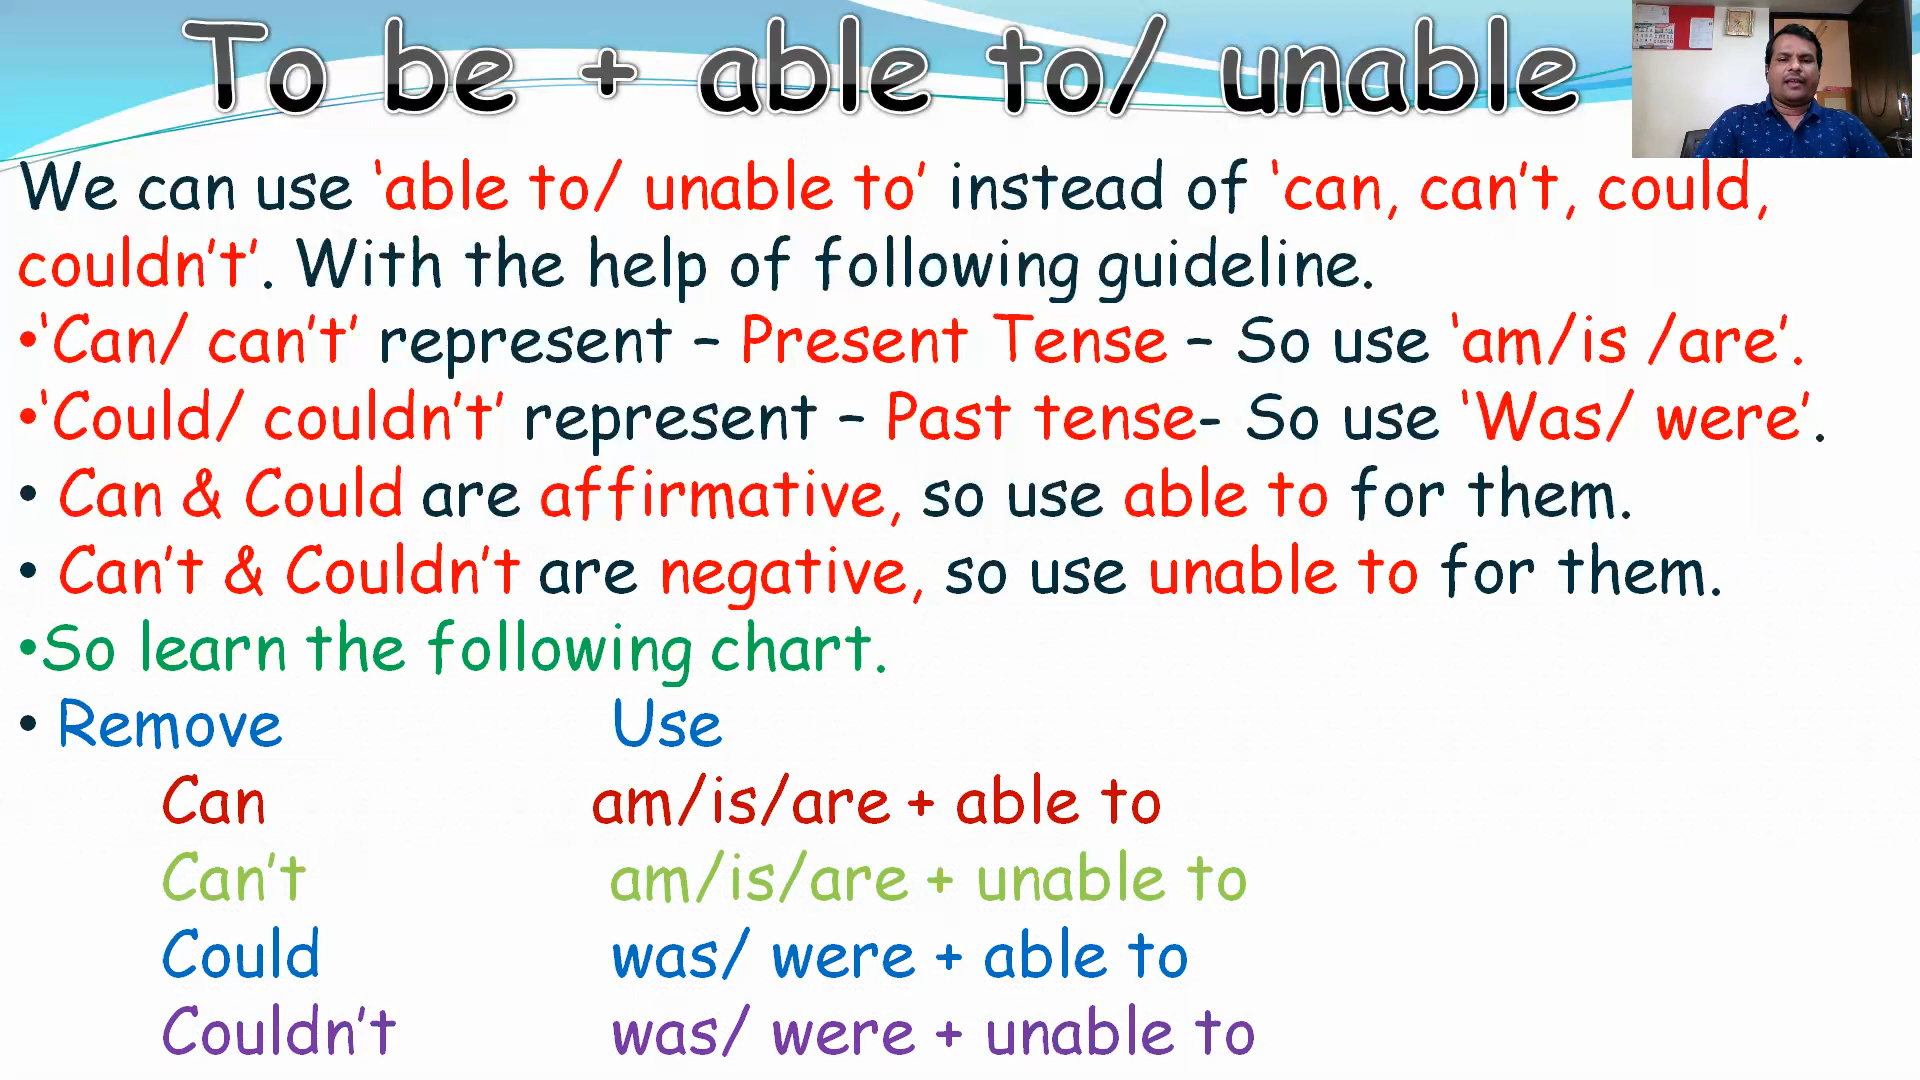 To be + able to/ unable
We can use ‘able to/ unable to’ instead of ‘can, can’t, could,
couldn’t’. With the help of following guideline.
•‘Can/ can’t’ represent – Present Tense – So use ‘am/is /are’.
•‘Could/ couldn’t’ represent – Past tense- So use ‘Was/ were’.
• Can & Could are affirmative, so use able to for them.
• Can’t & Couldn’t are negative, so use unable to for them.
•So learn the following chart.
• Remove Use
Can am/is/are + able to
Can’t am/is/are + unable to
Could was/ were + able to
Couldn’t was/ were + unable to